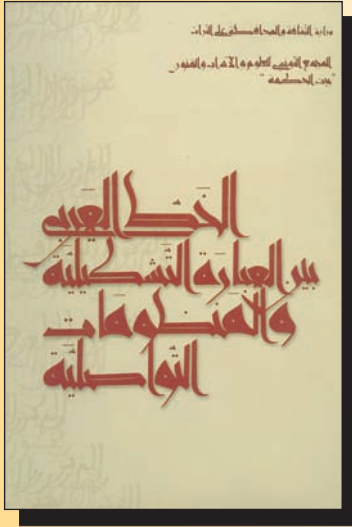 وزارة الثقافة والمحافظة على التراث
المجمع التونسي للعلوم والآداب والفنون
"بيت الحكمة"
الخط العربي
بين العبارة التشكيلية
والمنظومات
التواصلية